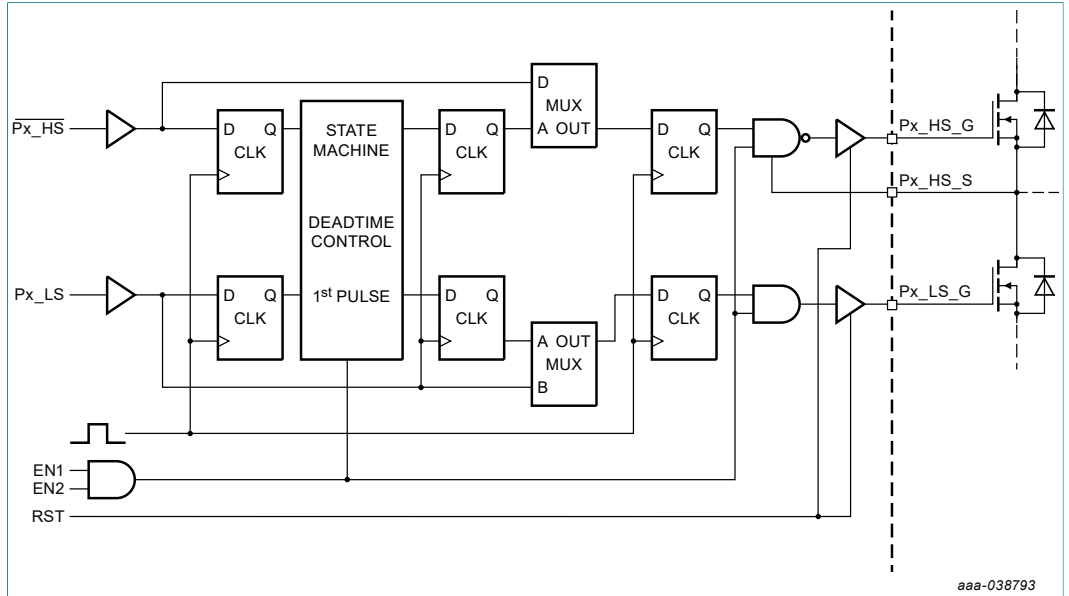 D
MUX
A OUT
Px_HS
D Q
CLK
STATE
MACHINE
DEADTIME
CONTROL
1st PULSE
D Q
CLK
D Q
CLK
Px_HS_G
Px_HS_S
Px_LS
D Q
CLK
D Q
CLK
A OUT
MUX
B
D Q
CLK
Px_LS_G
EN1
EN2
RST
aaa-038793